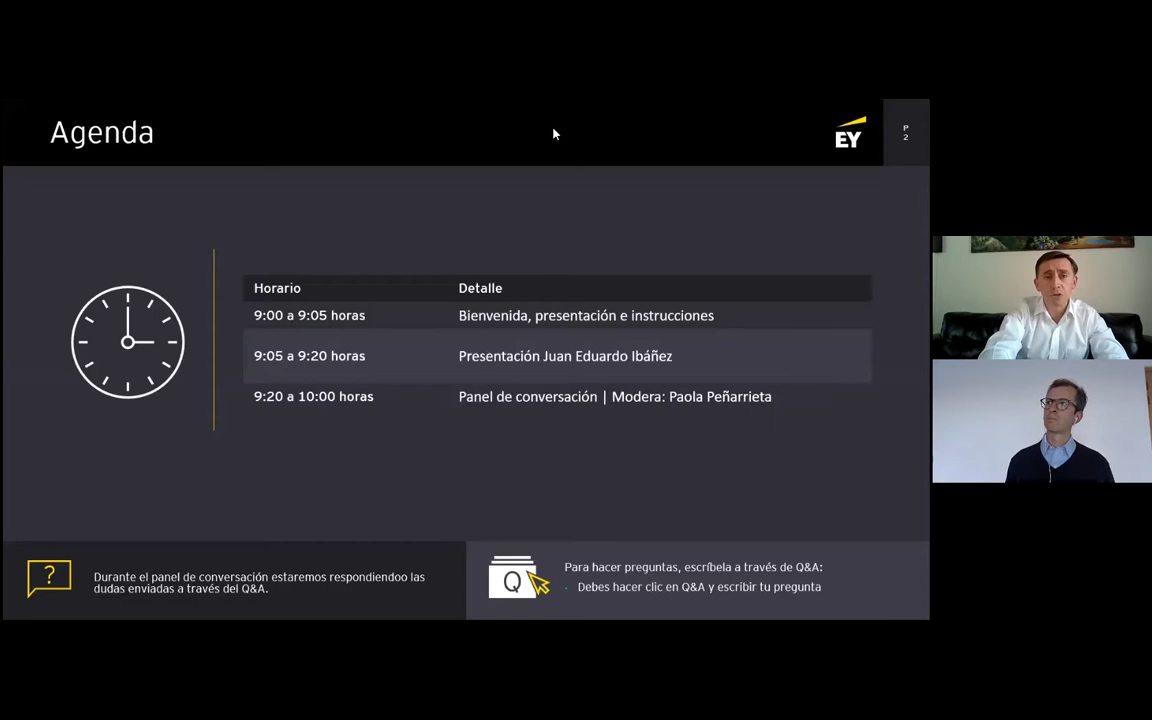 Agenda
EY
P
2
Horario Detalle
9:00 a 9:05 horas Bienvenida, presentación e instrucciones
9:05 a 9:20 horas Presentación Juan Eduardo Ibáñez
9:20 a 10:00 horas Panel de conversación | Modera: Paola Peñarrieta
?
Durante el panel de conversación estaremos respondiendoo las
dudas enviadas a través del Q&A.
Q
Para hacer preguntas, escríbela a través de Q&A:
· Debes hacer clic en Q&A y escribir tu pregunta